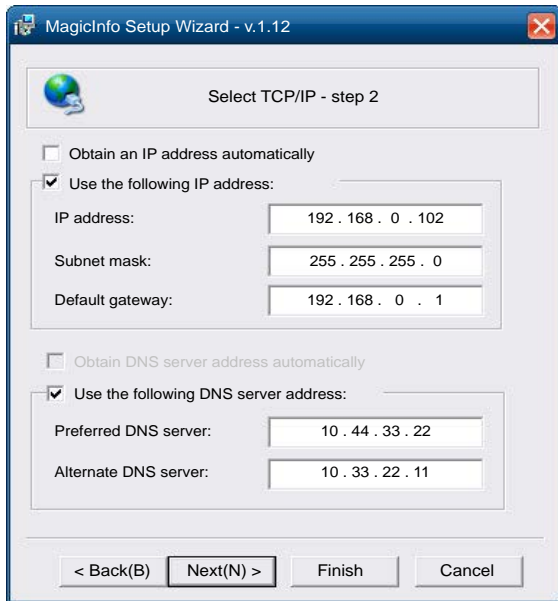 MagicInfo Setup Wizard - v.1.12
Select TCP/IP - step 2
Obtain an IP address automatically
Use the following IP address:
IP address: 192 . 168 . 0 . 102
Subnet mask: 255 . 255 . 255 . 0
Default gateway: 192 . 168 . 0 . 1
Obtain DNS server address automatically
Use the following DNS server address:
Preferred DNS server: 10 . 44 . 33 . 22
Alternate DNS server: 10 . 33 . 22 . 11
< Back(B) Next(N) > Finish Cancel